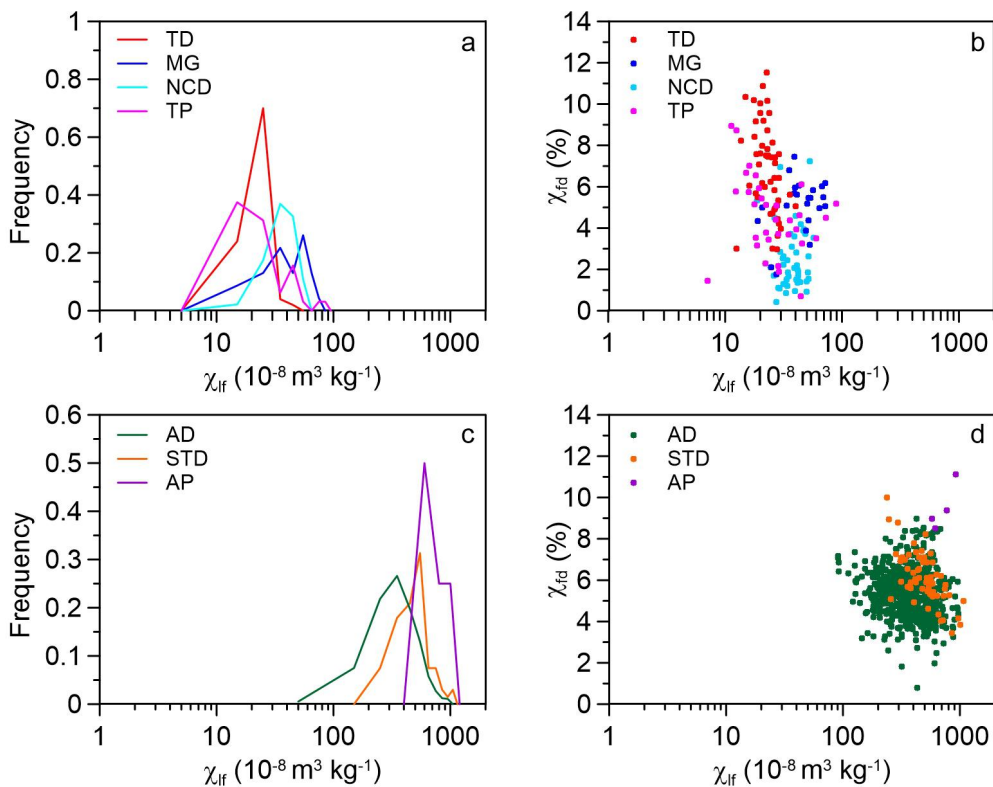 1
0.8
0.6
0.4
0.2
0
Frequency
TD
MG
NCD
TP
a
1 10 100 1000
χlf (10-8 m3 kg-1)
14
12
10
8
6
4
2
0
χfd (%)
TD
MG
NCD
TP
b
1 10 100 1000
χlf (10-8 m3 kg-1)
0.6
0.5
0.4
0.3
0.2
0.1
0
Frequency
AD
STD
AP
c
1 10 100 1000
χlf (10-8 m3 kg-1)
14
12
10
8
6
4
2
0
χfd (%)
AD
STD
AP
d
1 10 100 1000
χlf (10-8 m3 kg-1)